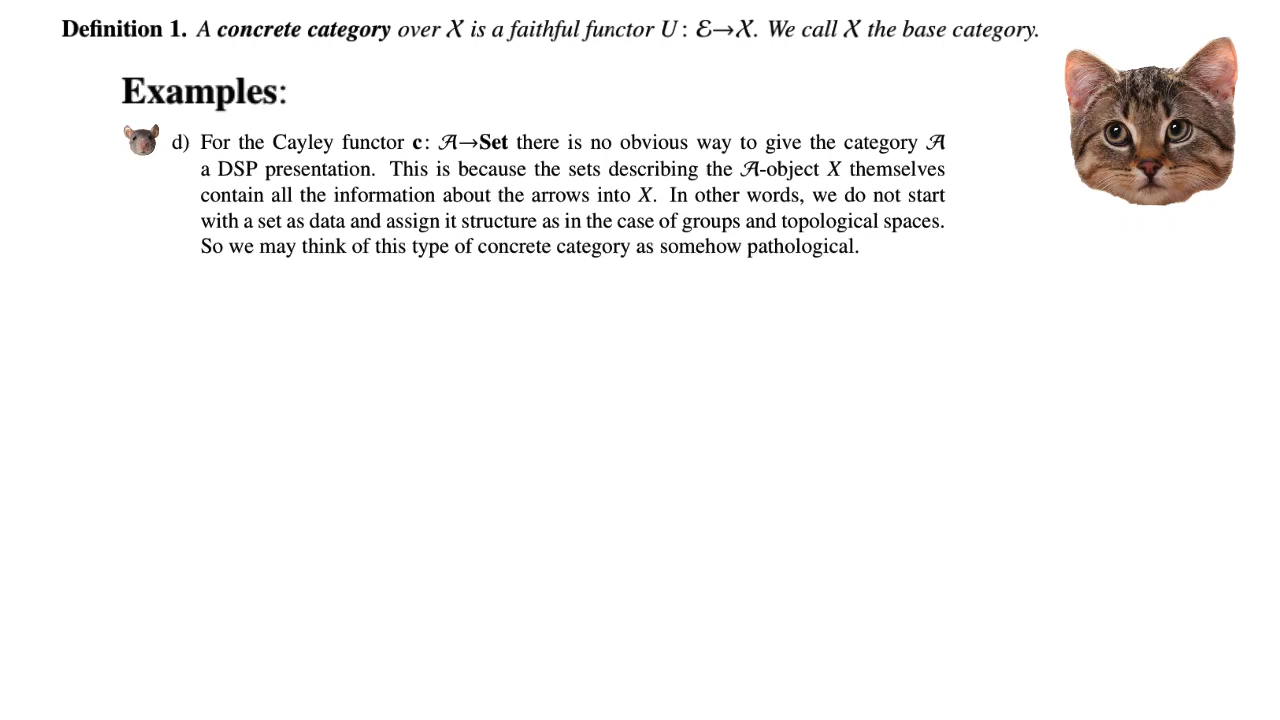 Definition 1. A concrete category over X is a faithful functor U: ℰ→X. We call X the base category.
Examples:
d) For the Cayley functor c: 𝒜→Set there is no obvious way to give the category 𝒜
a DSP presentation. This is because the sets describing the 𝒜-object X themselves
contain all the information about the arrows into X. In other words, we do not start
with a set as data and assign it structure as in the case of groups and topological spaces.
So we may think of this type of concrete category as somehow pathological.